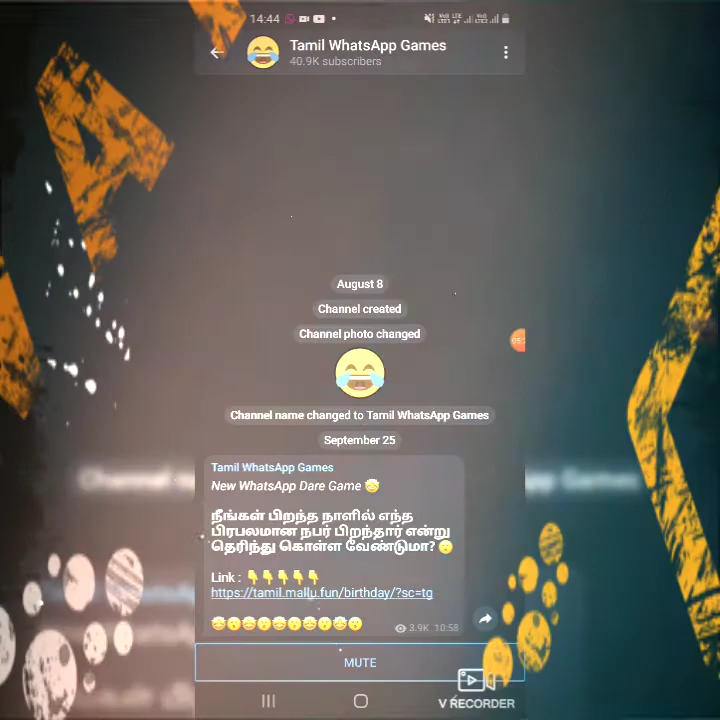 14:44
Tamil WhatsApp Games
40.9K subscribers
August 8
Channel created
Channel photo changed
Channel name changed to Tamil WhatsApp Games
September 25
Tamil WhatsApp Games
New WhatsApp Dare Game 🤯
நீங்கள் பிறந்த நாளில் எந்த
பிரபலமான நபர் பிறந்தார் என்று
தெரிந்து கொள்ள வேண்டுமா? 😯
Link : 👇👇👇👇👇
https://tamil.mallu.fun/birthday/?sc=tg
3.9K 10:58
MUTE
V RECORDER